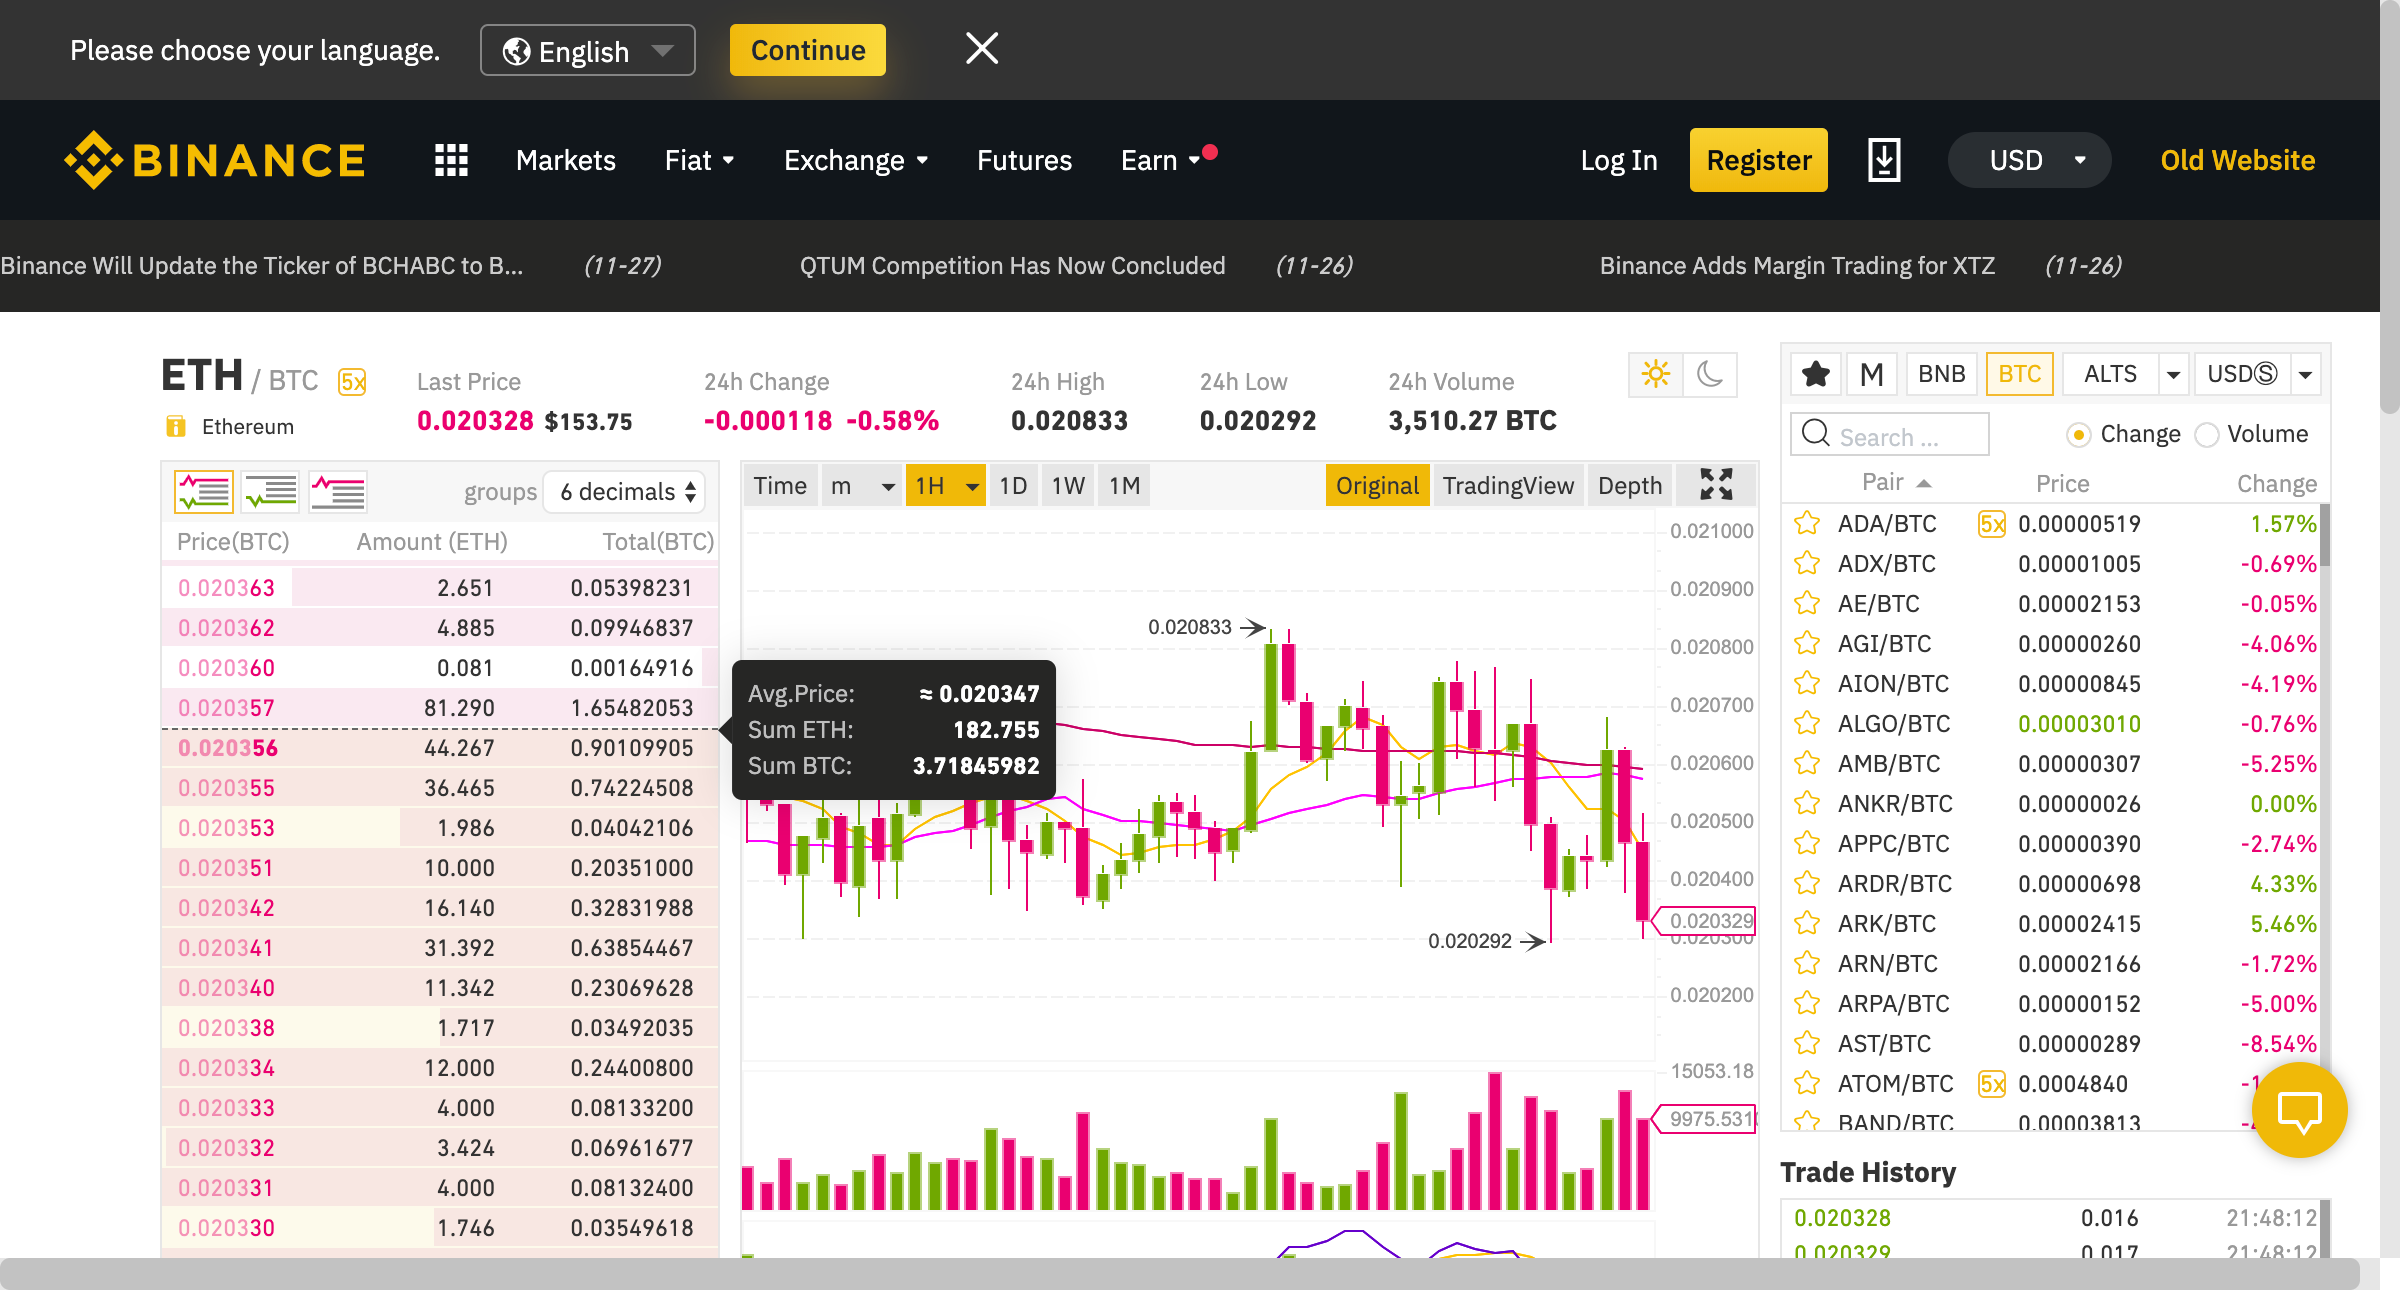 Please choose your language. English Continue
BINANCE Markets Fiat Exchange Futures Earn Log In Register USD Old Website
Binance Will Update the Ticker of BCHABC to B... (11-27) QTUM Competition Has Now Concluded (11-26) Binance Adds Margin Trading for XTZ (11-26)
ETH / BTC 5x
Ethereum
Last Price
0.020328 $153.75
24h Change
-0.000118 -0.58%
24h High
0.020833
24h Low
0.020292
24h Volume
3,510.27 BTC
groups 6 decimals
Price(BTC) Amount (ETH) Total(BTC)
0.020363 2.651 0.05398231
0.020362 4.885 0.09946837
0.020360 0.081 0.00164916
0.020357 81.290 1.65482053
0.020356 44.267 0.90109905
0.020355 36.465 0.74224508
0.020353 1.986 0.04042106
0.020351 10.000 0.20351000
0.020342 16.140 0.32831988
0.020341 31.392 0.63854467
0.020340 11.342 0.23069628
0.020338 1.717 0.03492035
0.020334 12.000 0.24400800
0.020333 4.000 0.08133200
0.020332 3.424 0.06961677
0.020331 4.000 0.08132400
0.020330 1.746 0.03549618
Avg.Price: ≈ 0.020347
Sum ETH: 182.755
Sum BTC: 3.71845982
Time m 1H 1D 1W 1M Original TradingView Depth
0.021000
0.020900
0.020833
0.020800
0.020700
0.020600
0.020500
0.020400
0.020329
0.020292
0.020300
0.020200
15053.18
9975.531
M BNB BTC ALTS USDⓈ
Search ... Change Volume
Pair Price Change
ADA/BTC 5x 0.00000519 1.57%
ADX/BTC 0.00001005 -0.69%
AE/BTC 0.00002153 -0.05%
AGI/BTC 0.00000260 -4.06%
AION/BTC 0.00000845 -4.19%
ALGO/BTC 0.00003010 -0.76%
AMB/BTC 0.00000307 -5.25%
ANKR/BTC 0.00000026 0.00%
APPC/BTC 0.00000390 -2.74%
ARDR/BTC 0.00000698 4.33%
ARK/BTC 0.00002415 5.46%
ARN/BTC 0.00002166 -1.72%
ARPA/BTC 0.00000152 -5.00%
AST/BTC 0.00000289 -8.54%
ATOM/BTC 5x 0.0004840
BAND/BTC 0.00003813
Trade History
0.020328 0.016 21:48:12
0.020329 0.017 21:48:12